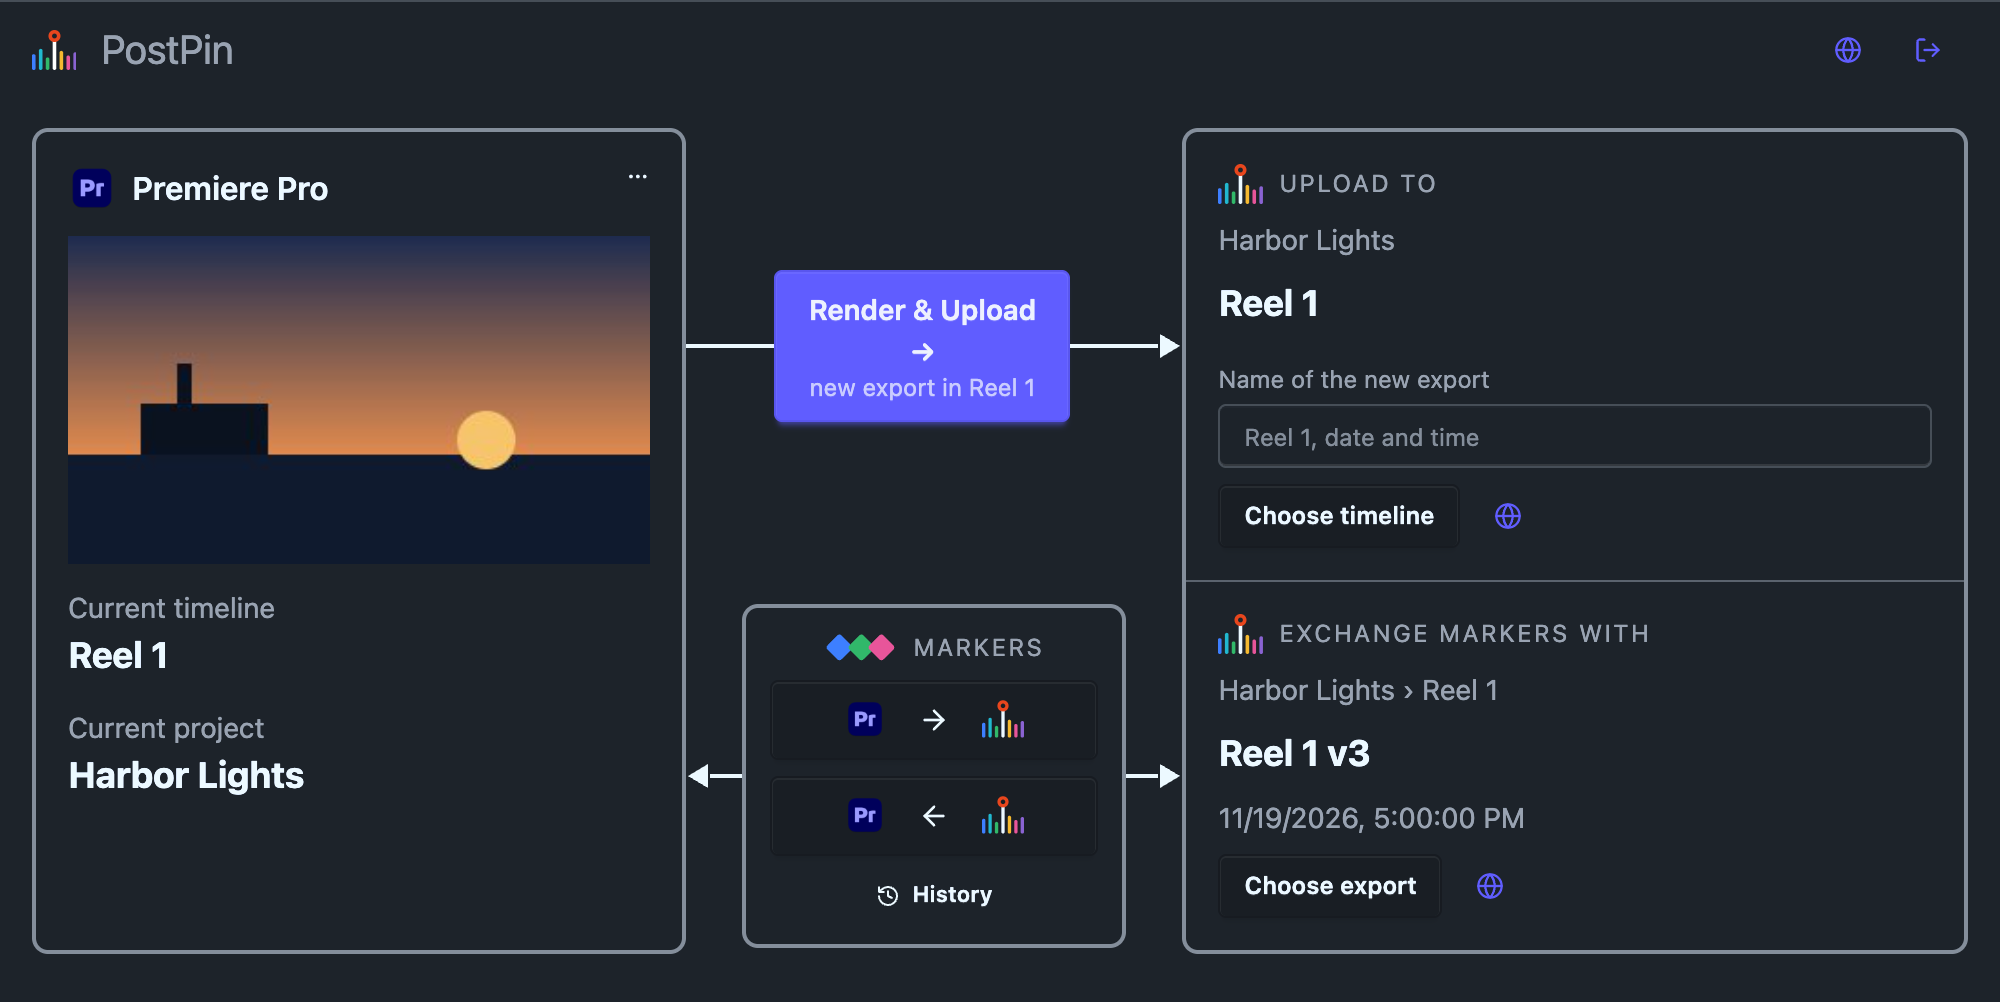 PostPin
Pr Premiere Pro
...
Current timeline
Reel 1
Current project
Harbor Lights
Render & Upload
→
new export in Reel 1
MARKERS
Pr →
Pr ←
History
UPLOAD TO
Harbor Lights
Reel 1
Name of the new export
Reel 1, date and time
Choose timeline
EXCHANGE MARKERS WITH
Harbor Lights › Reel 1
Reel 1 v3
11/19/2026, 5:00:00 PM
Choose export